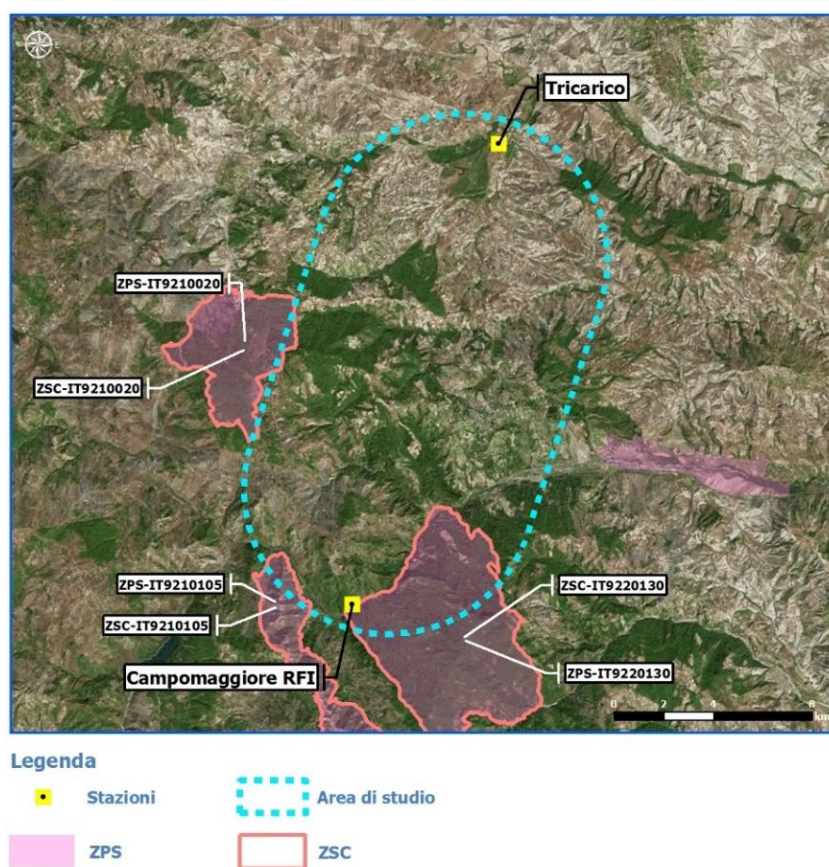 Tricarico
ZPS-IT9210020
ZSC-IT9210020
ZPS-IT9210105
ZSC-IT9210105
ZSC-IT9220130
Campomaggiore RFI
ZPS-IT9220130
0 2 4 8
km
Legenda
Stazioni
Area di studio
ZPS
ZSC